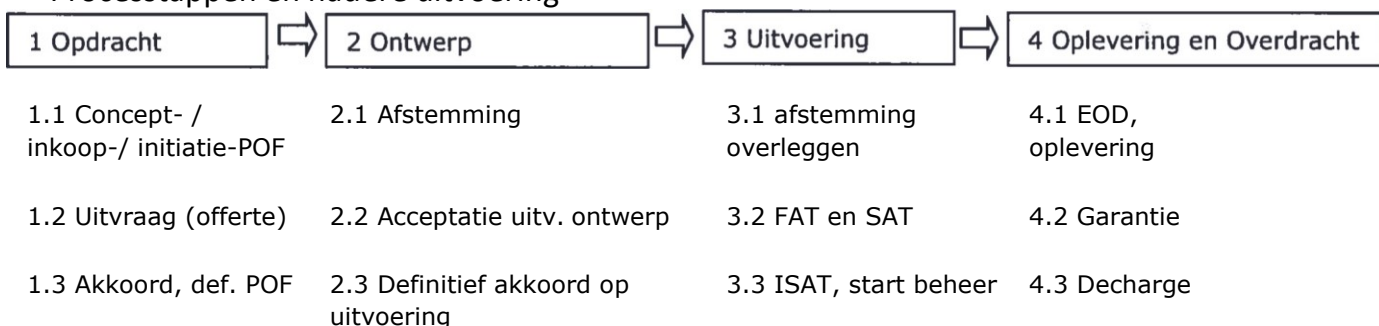 Processtappen en nadere uitvoering
1 Opdracht
2 Ontwerp
3 Uitvoering
4 Oplevering en Overdracht
1.1 Concept- /
inkoop-/ initiatie-POF
2.1 Afstemming
3.1 afstemming
overleggen
4.1 EOD,
oplevering
1.2 Uitvraag (offerte)
2.2 Acceptatie uitv. ontwerp
3.2 FAT en SAT
4.2 Garantie
1.3 Akkoord, def. POF
2.3 Definitief akkoord op
uitvoering
3.3 ISAT, start beheer
4.3 Decharge